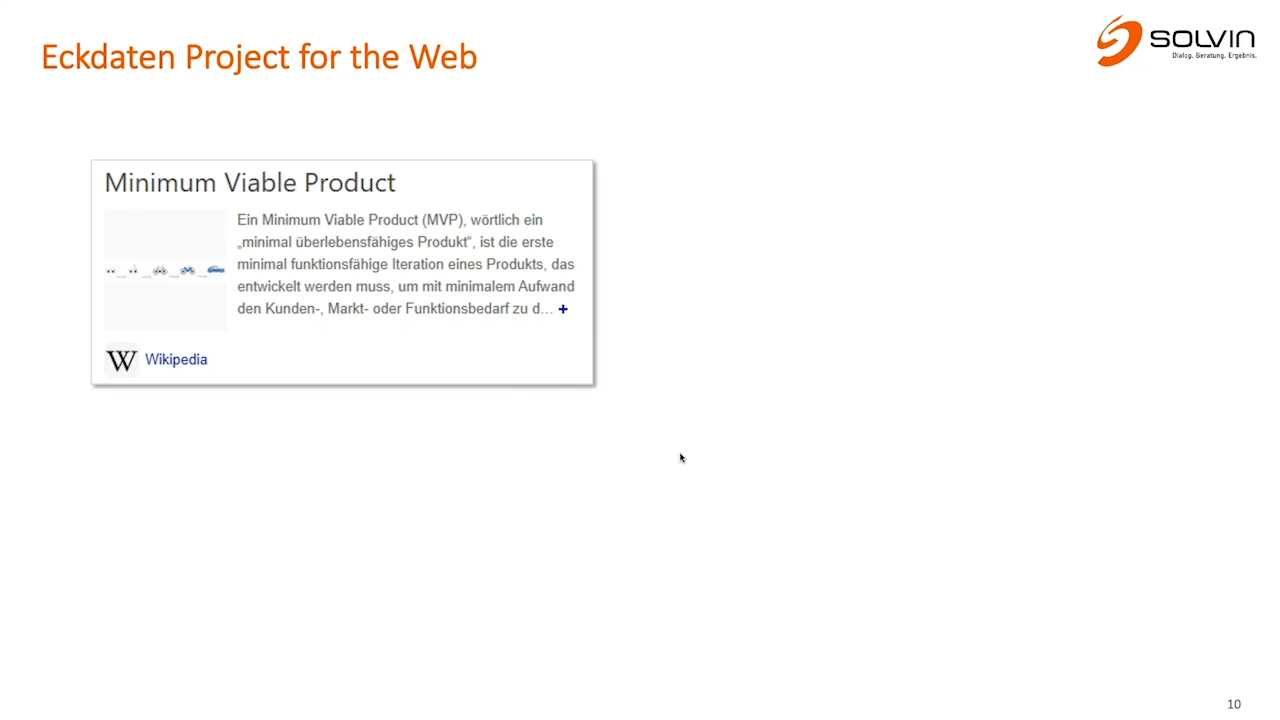 Eckdaten Project for the Web
SOLVIN
Dialog. Beratung. Ergebnis.
Minimum Viable Product
Ein Minimum Viable Product (MVP), wörtlich ein
„minimal überlebensfähiges Produkt“, ist die erste
minimal funktionsfähige Iteration eines Produkts, das
entwickelt werden muss, um mit minimalem Aufwand
den Kunden-, Markt- oder Funktionsbedarf zu d... +
W Wikipedia
10